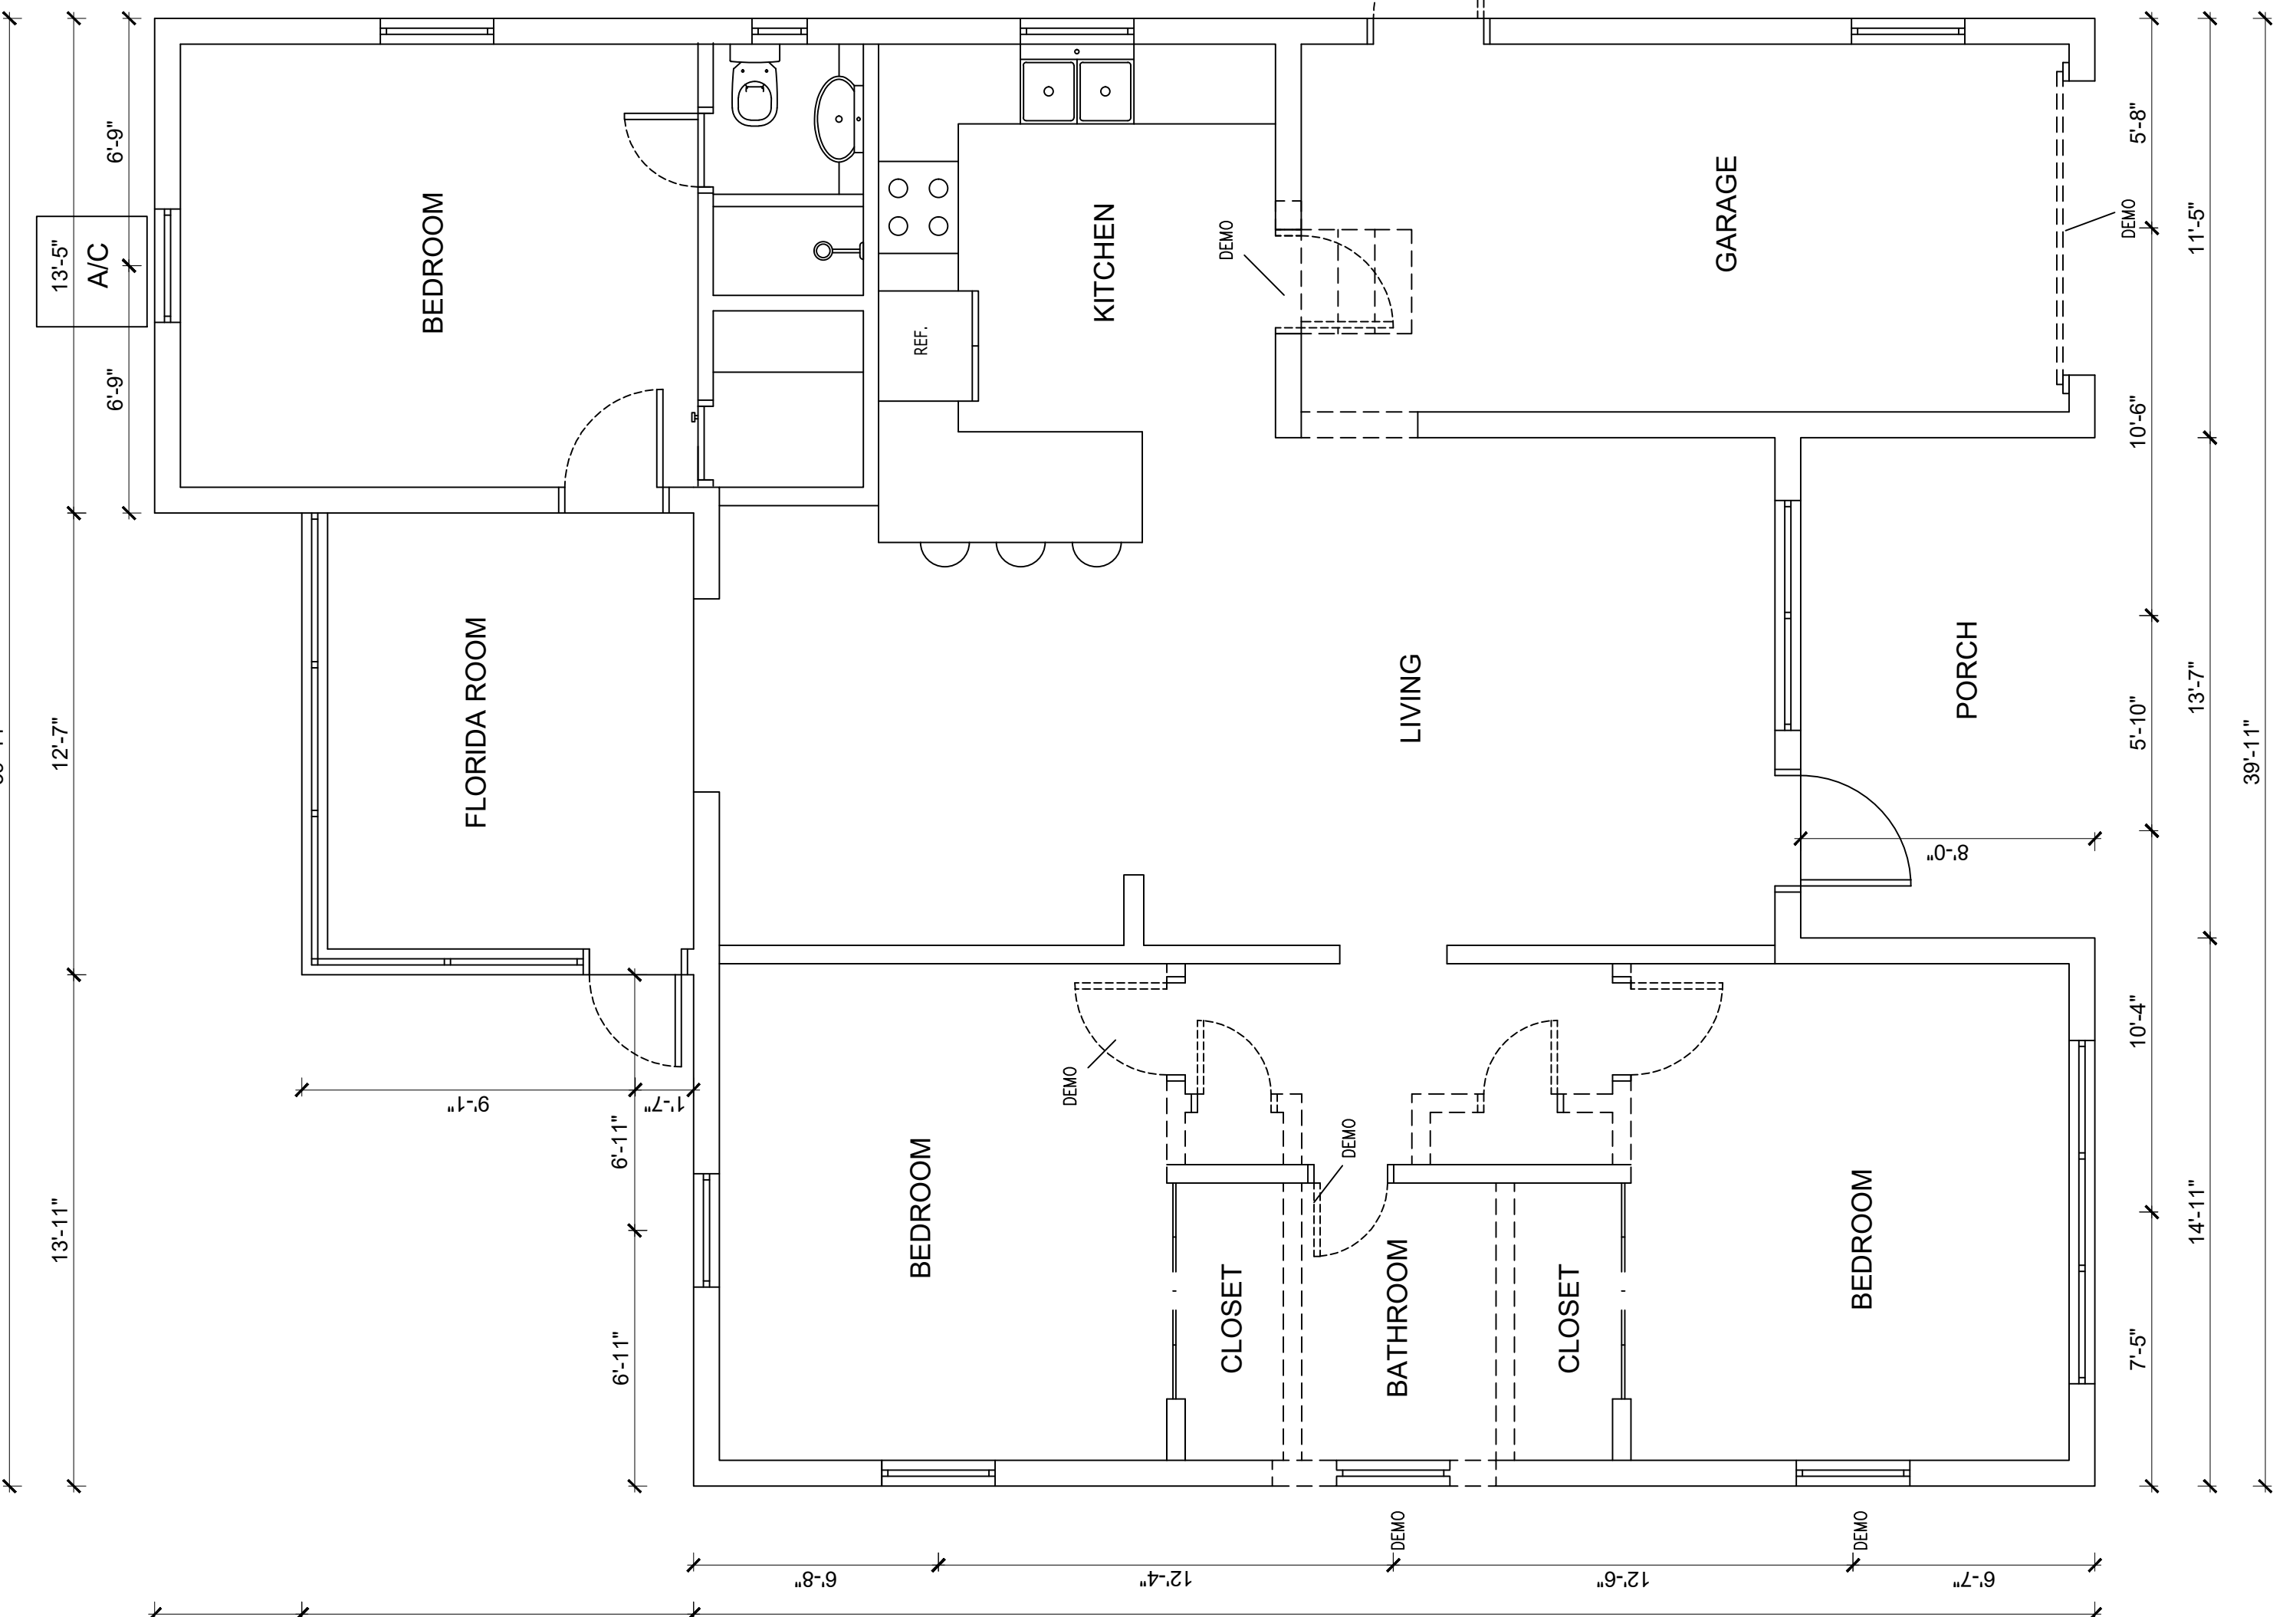 13'-5"
A/C
6'-9"
6'-9"
BEDROOM
12'-7"
FLORIDA ROOM
13'-11"
9'-1"
1'-7"
6'-11"
6'-11"
REF.
KITCHEN
DEMO
GARAGE
DEMO
5'-8"
11'-5"
10'-6"
LIVING
PORCH
8'-0"
5'-10"
13'-7"
39'-11"
DEMO
DEMO
BEDROOM
CLOSET
BATHROOM
CLOSET
BEDROOM
10'-4"
14'-11"
7'-5"
DEMO
DEMO
6'-8"
12'-4"
12'-6"
6'-7"